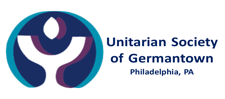 Unitarian Society
of Germantown
Philadelphia, PA